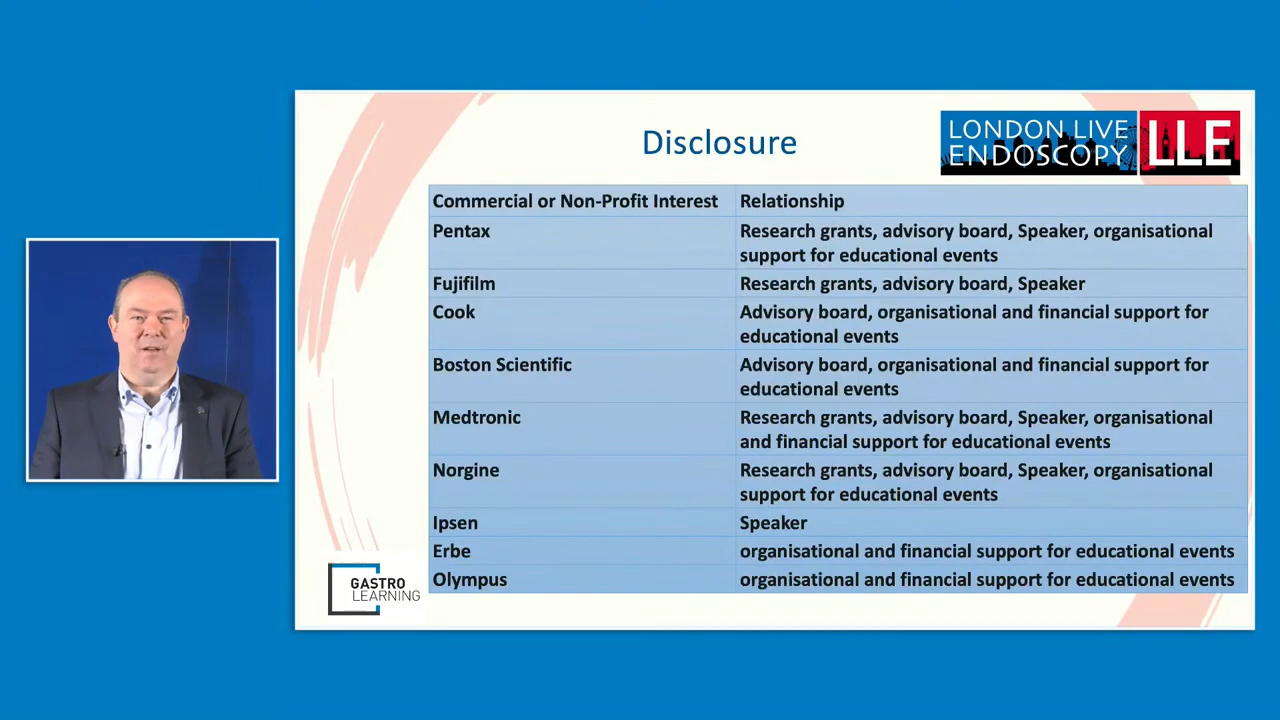 Disclosure
LONDON LIVE
ENDOSCOPY
LLE
Commercial or Non-Profit Interest
Relationship
Pentax
Research grants, advisory board, Speaker, organisational
support for educational events
Fujifilm
Research grants, advisory board, Speaker
Cook
Advisory board, organisational and financial support for
educational events
Boston Scientific
Advisory board, organisational and financial support for
educational events
Medtronic
Research grants, advisory board, Speaker, organisational
and financial support for educational events
Norgine
Research grants, advisory board, Speaker, organisational
support for educational events
Ipsen
Speaker
Erbe
organisational and financial support for educational events
Olympus
organisational and financial support for educational events
GASTRO
LEARNING